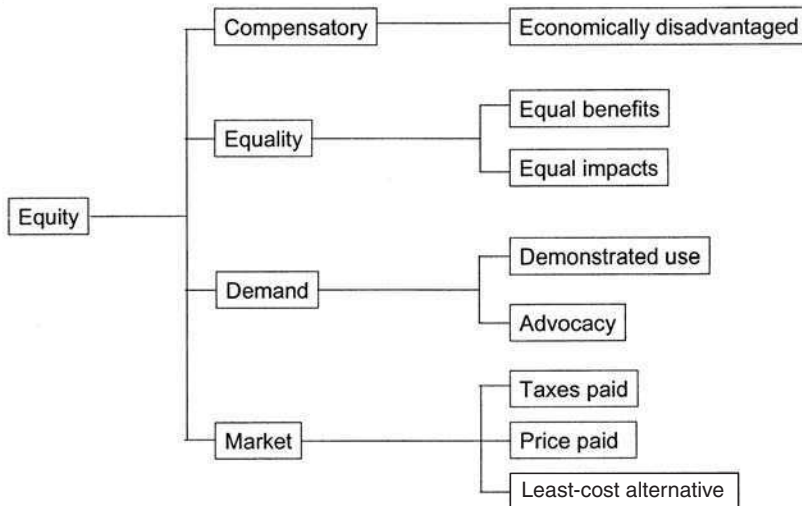 Compensatory
Economically disadvantaged
Equal benefits
Equality
Equal impacts
Equity
Demonstrated use
Demand
Advocacy
Taxes paid
Market
Price paid
Least-cost alternative